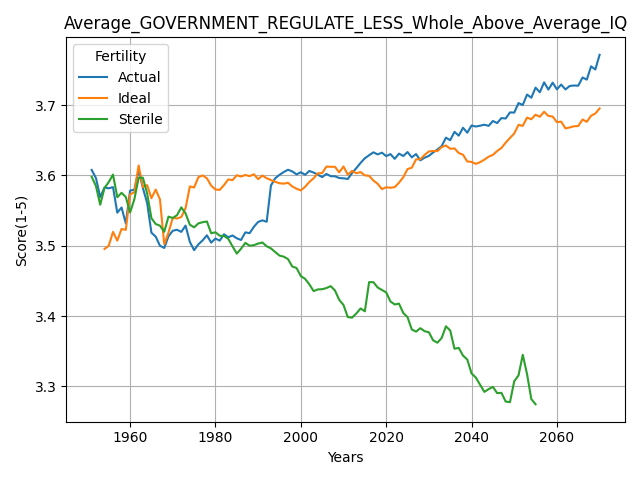 Average_GOVERNMENT_REGULATE_LESS_Whole_Above_Average_IQ
Fertility
Actual
Ideal
Sterile
3.7
3.6
3.5
3.4
3.3
Score(1-5)
1960
1980
2000
2020
2040
2060
Years